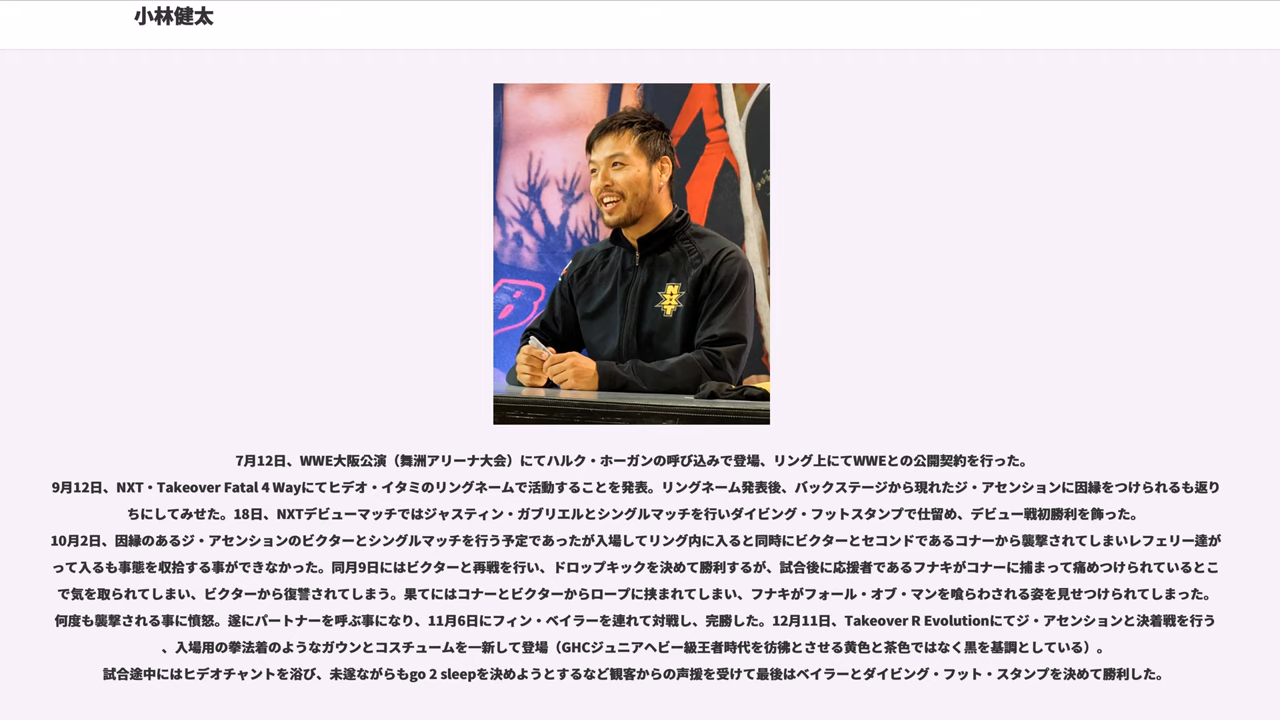 小林健太
NXT
7月12日、WWE大阪公演（舞洲アリーナ大会）にてハルク・ホーガンの呼び込みで登場、リング上にてWWEとの公開契約を行った。
9月12日、NXT・Takeover Fatal 4 Wayにてヒデオ・イタミのリングネームで活動することを発表。リングネーム発表後、バックステージから現れたジ・アセンションに因縁をつけられるも返り
ちにしてみせた。18日、NXTデビューマッチではジャスティン・ガブリエルとシングルマッチを行いダイビング・フットスタンプで仕留め、デビュー戦初勝利を飾った。
10月2日、因縁のあるジ・アセンションのビクターとシングルマッチを行う予定であったが入場してリング内に入ると同時にビクターとセコンドであるコナーから襲撃されてしまいレフェリー達が
って入るも事態を収拾する事ができなかった。同月9日にはビクターと再戦を行い、ドロップキックを決めて勝利するが、試合後に応援者であるフナキがコナーに捕まって痛めつけられているとこ
で気を取られてしまい、ビクターから復讐されてしまう。果てにはコナーとビクターからロープに挟まれてしまい、フナキがフォール・オブ・マンを喰らわされる姿を見せつけられてしまった。
何度も襲撃される事に憤怒。遂にパートナーを呼ぶ事になり、11月6日にフィン・ベイラーを連れて対戦し、完勝した。12月11日、Takeover R Evolutionにてジ・アセンションと決着戦を行う
、入場用の拳法着のようなガウンとコスチュームを一新して登場（GHCジュニアヘビー級王者時代を彷彿とさせる黄色と茶色ではなく黒を基調としている）。
試合途中にはヒデオチャントを浴び、未遂ながらもgo 2 sleepを決めようとするなど観客からの声援を受けて最後はベイラーとダイビング・フット・スタンプを決めて勝利した。